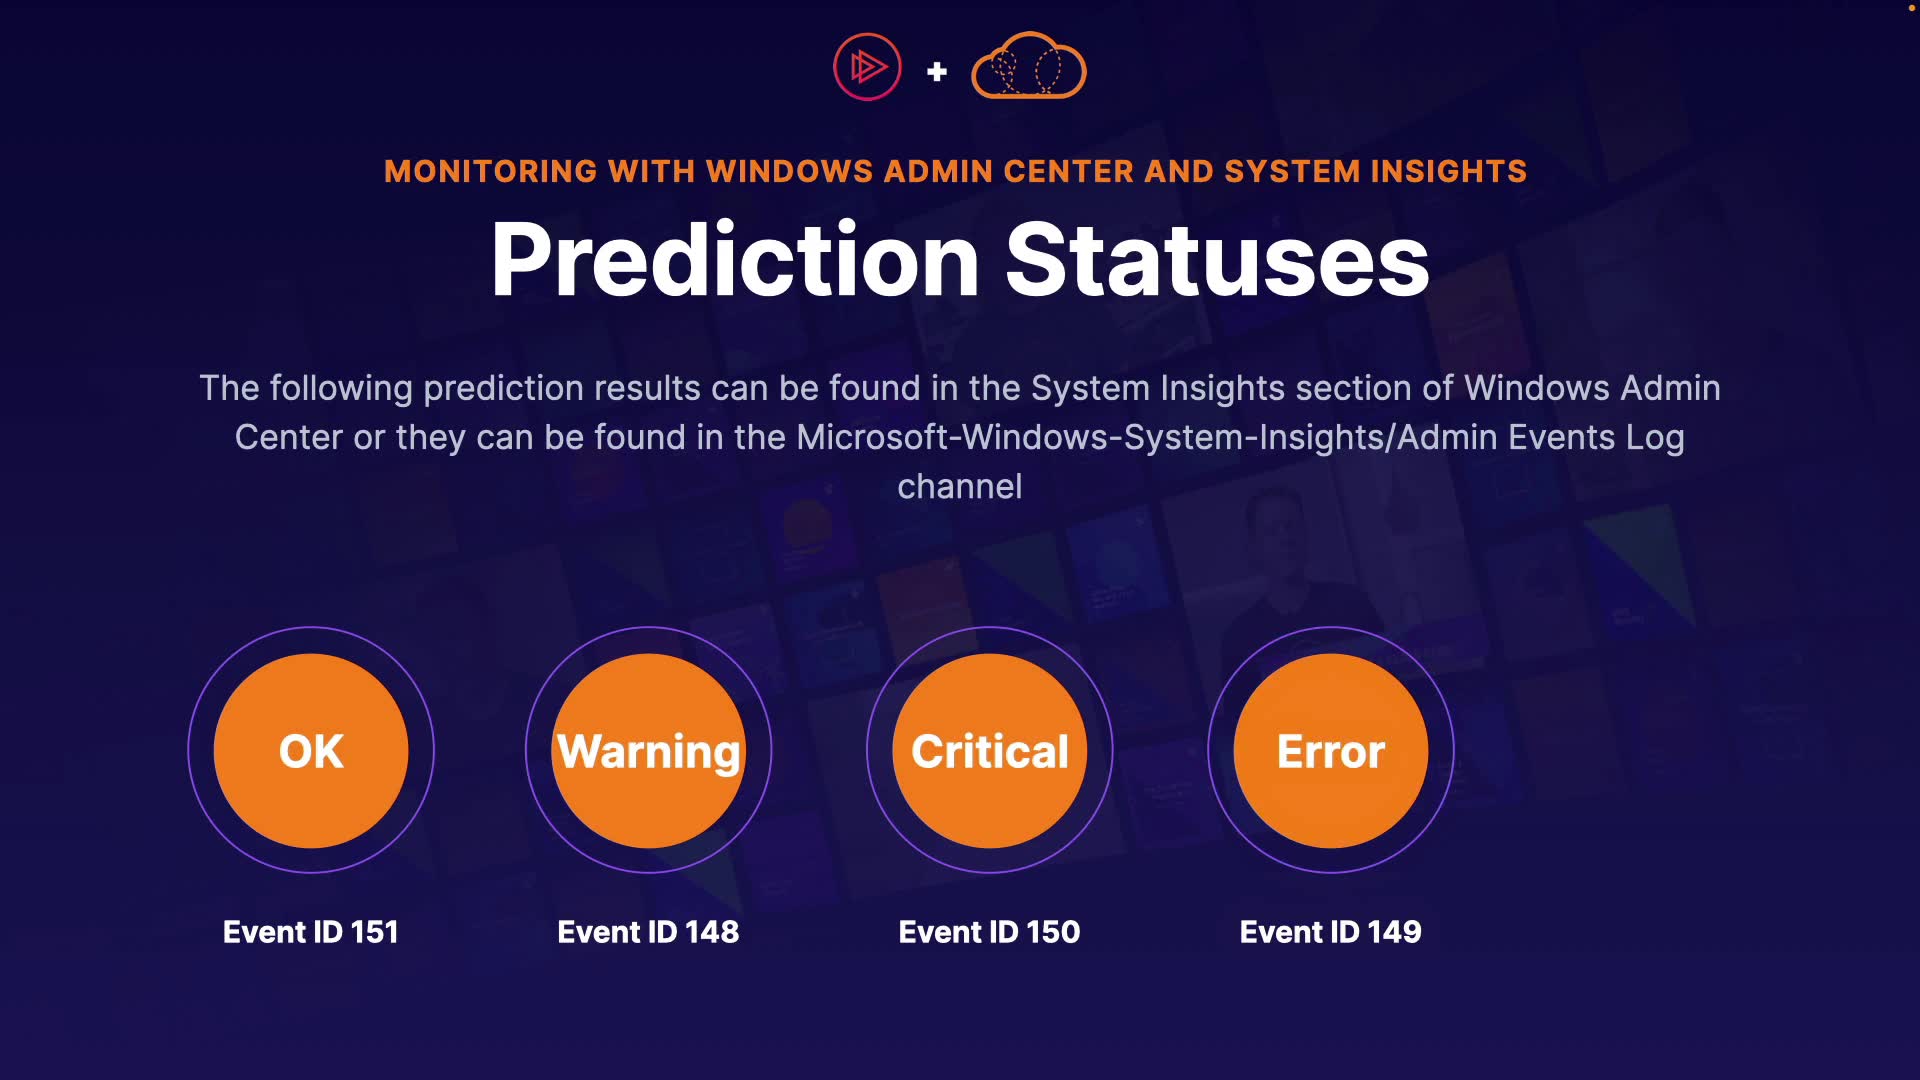 MONITORING WITH WINDOWS ADMIN CENTER AND SYSTEM INSIGHTS
Prediction Statuses
The following prediction results can be found in the System Insights section of Windows Admin
Center or they can be found in the Microsoft-Windows-System-Insights/Admin Events Log
channel
OK
Warning
Critical
Error
Event ID 151
Event ID 148
Event ID 150
Event ID 149